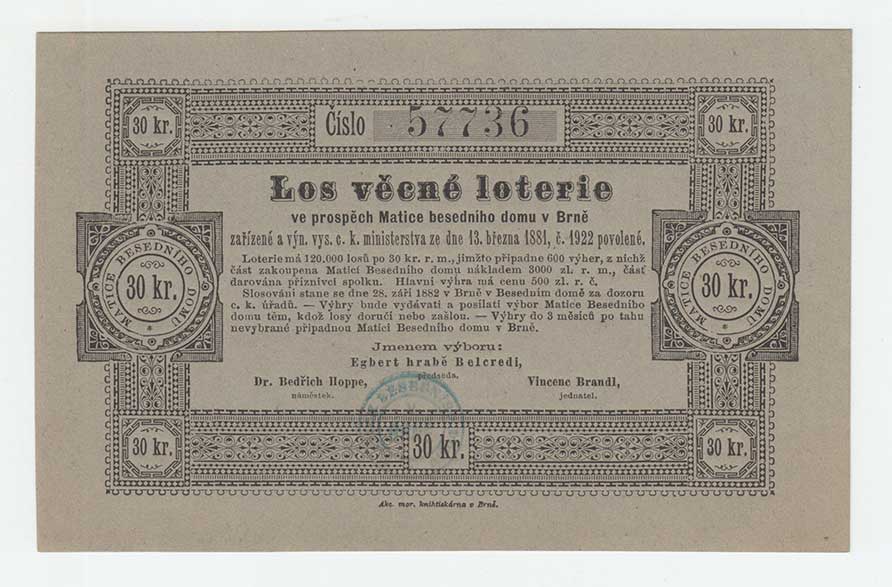 30 kr.
Číslo 57736
30 kr.
Los věcné loterie
ve prospěch Matice besedního domu v Brně
zařízené a výn. vys. c. k. ministerstva ze dne 13. března 1881, č. 1922 povolené.
Loterie má 120.000 losů po 30 kr. r. m., jimžto připadne 600 výher, z nichž
část zakoupena Maticí Besedního domu nákladem 3000 zl. r. m., část
darována příznivci spolku. Hlavní výhra má cenu 500 zl. r. č.
Slosování stane se dne 28. září 1882 v Brně v Besedním domě za dozoru
c. k. úřadů. — Výhry bude vydávati a posílati výbor Matice Besedního
domu těm, kdož losy doručí nebo zašlou. — Výhry do 3 měsíců po tahu
nevybrané připadnou Matici Besedního domu v Brně.
MATICE BESEDNÍHO DOMU
30 kr.
MATICE BESEDNÍHO DOMU
30 kr.
Jmenem výboru:
Egbert hrabě Belcredi,
předseda.
Dr. Bedřich Hoppe,
náměstek.
Vincenc Brandl,
jednatel.
30 kr.
30 kr.
30 kr.
Akc. mor. knihtiskárna v Brně.